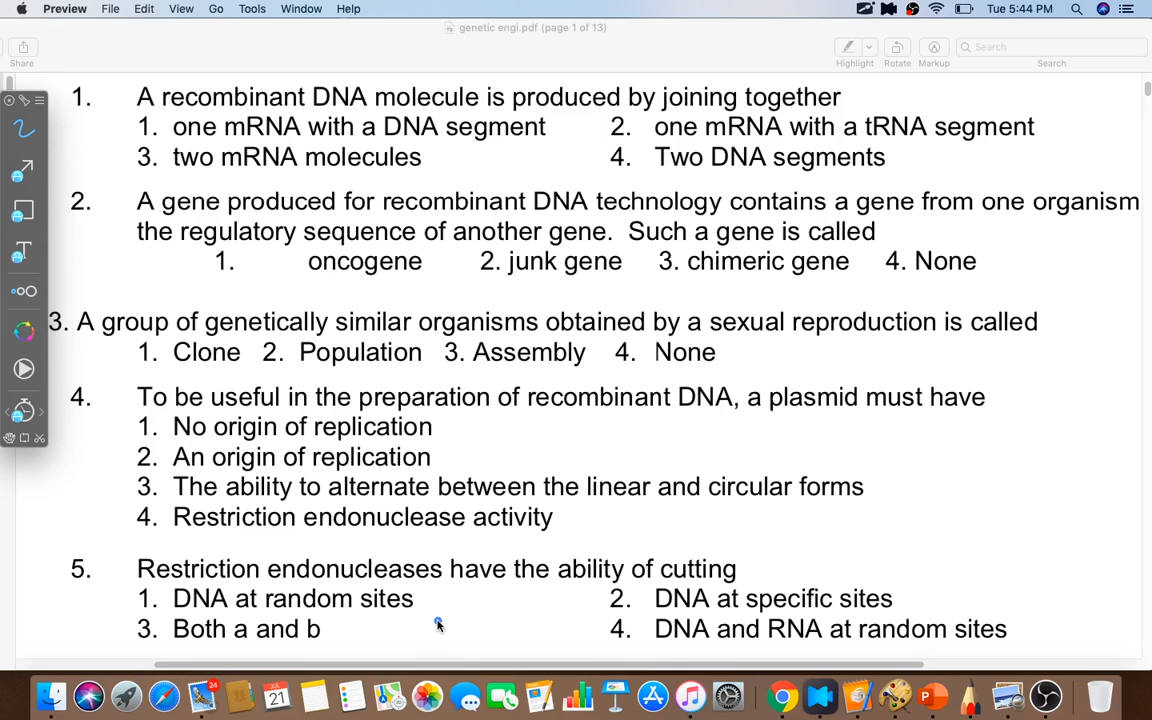 Preview File Edit View Go Tools Window Help Tue 5:44 PM
genetic engi.pdf (page 1 of 13)
Search
Share Highlight Rotate Markup Search
1. A recombinant DNA molecule is produced by joining together
1. one mRNA with a DNA segment 2. one mRNA with a tRNA segment
3. two mRNA molecules 4. Two DNA segments
2. A gene produced for recombinant DNA technology contains a gene from one organism
the regulatory sequence of another gene. Such a gene is called
1. oncogene 2. junk gene 3. chimeric gene 4. None
3. A group of genetically similar organisms obtained by a sexual reproduction is called
1. Clone 2. Population 3. Assembly 4. None
4. To be useful in the preparation of recombinant DNA, a plasmid must have
1. No origin of replication
2. An origin of replication
3. The ability to alternate between the linear and circular forms
4. Restriction endonuclease activity
5. Restriction endonucleases have the ability of cutting
1. DNA at random sites 2. DNA at specific sites
3. Both a and b 4. DNA and RNA at random sites
24
JUL
21